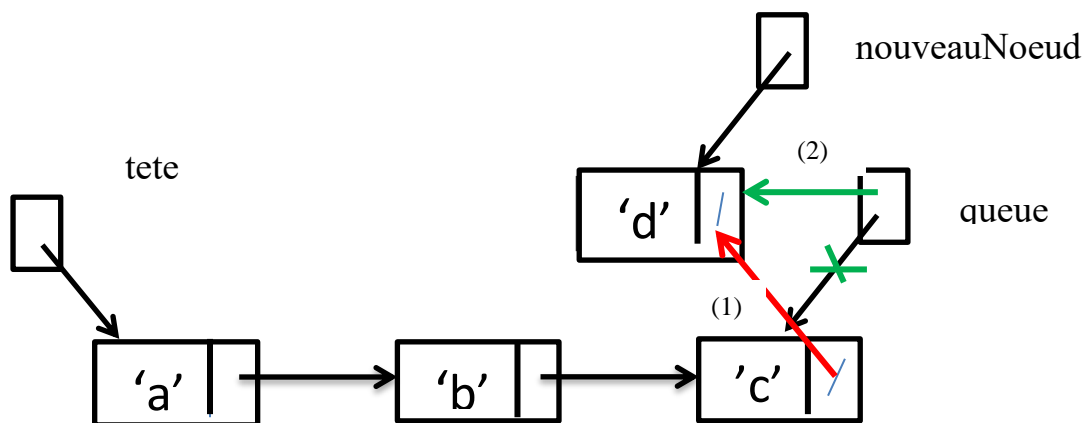 nouveauNoeud
(2)
tete
‘d’
queue
(1)
‘a’
‘b’
’c’